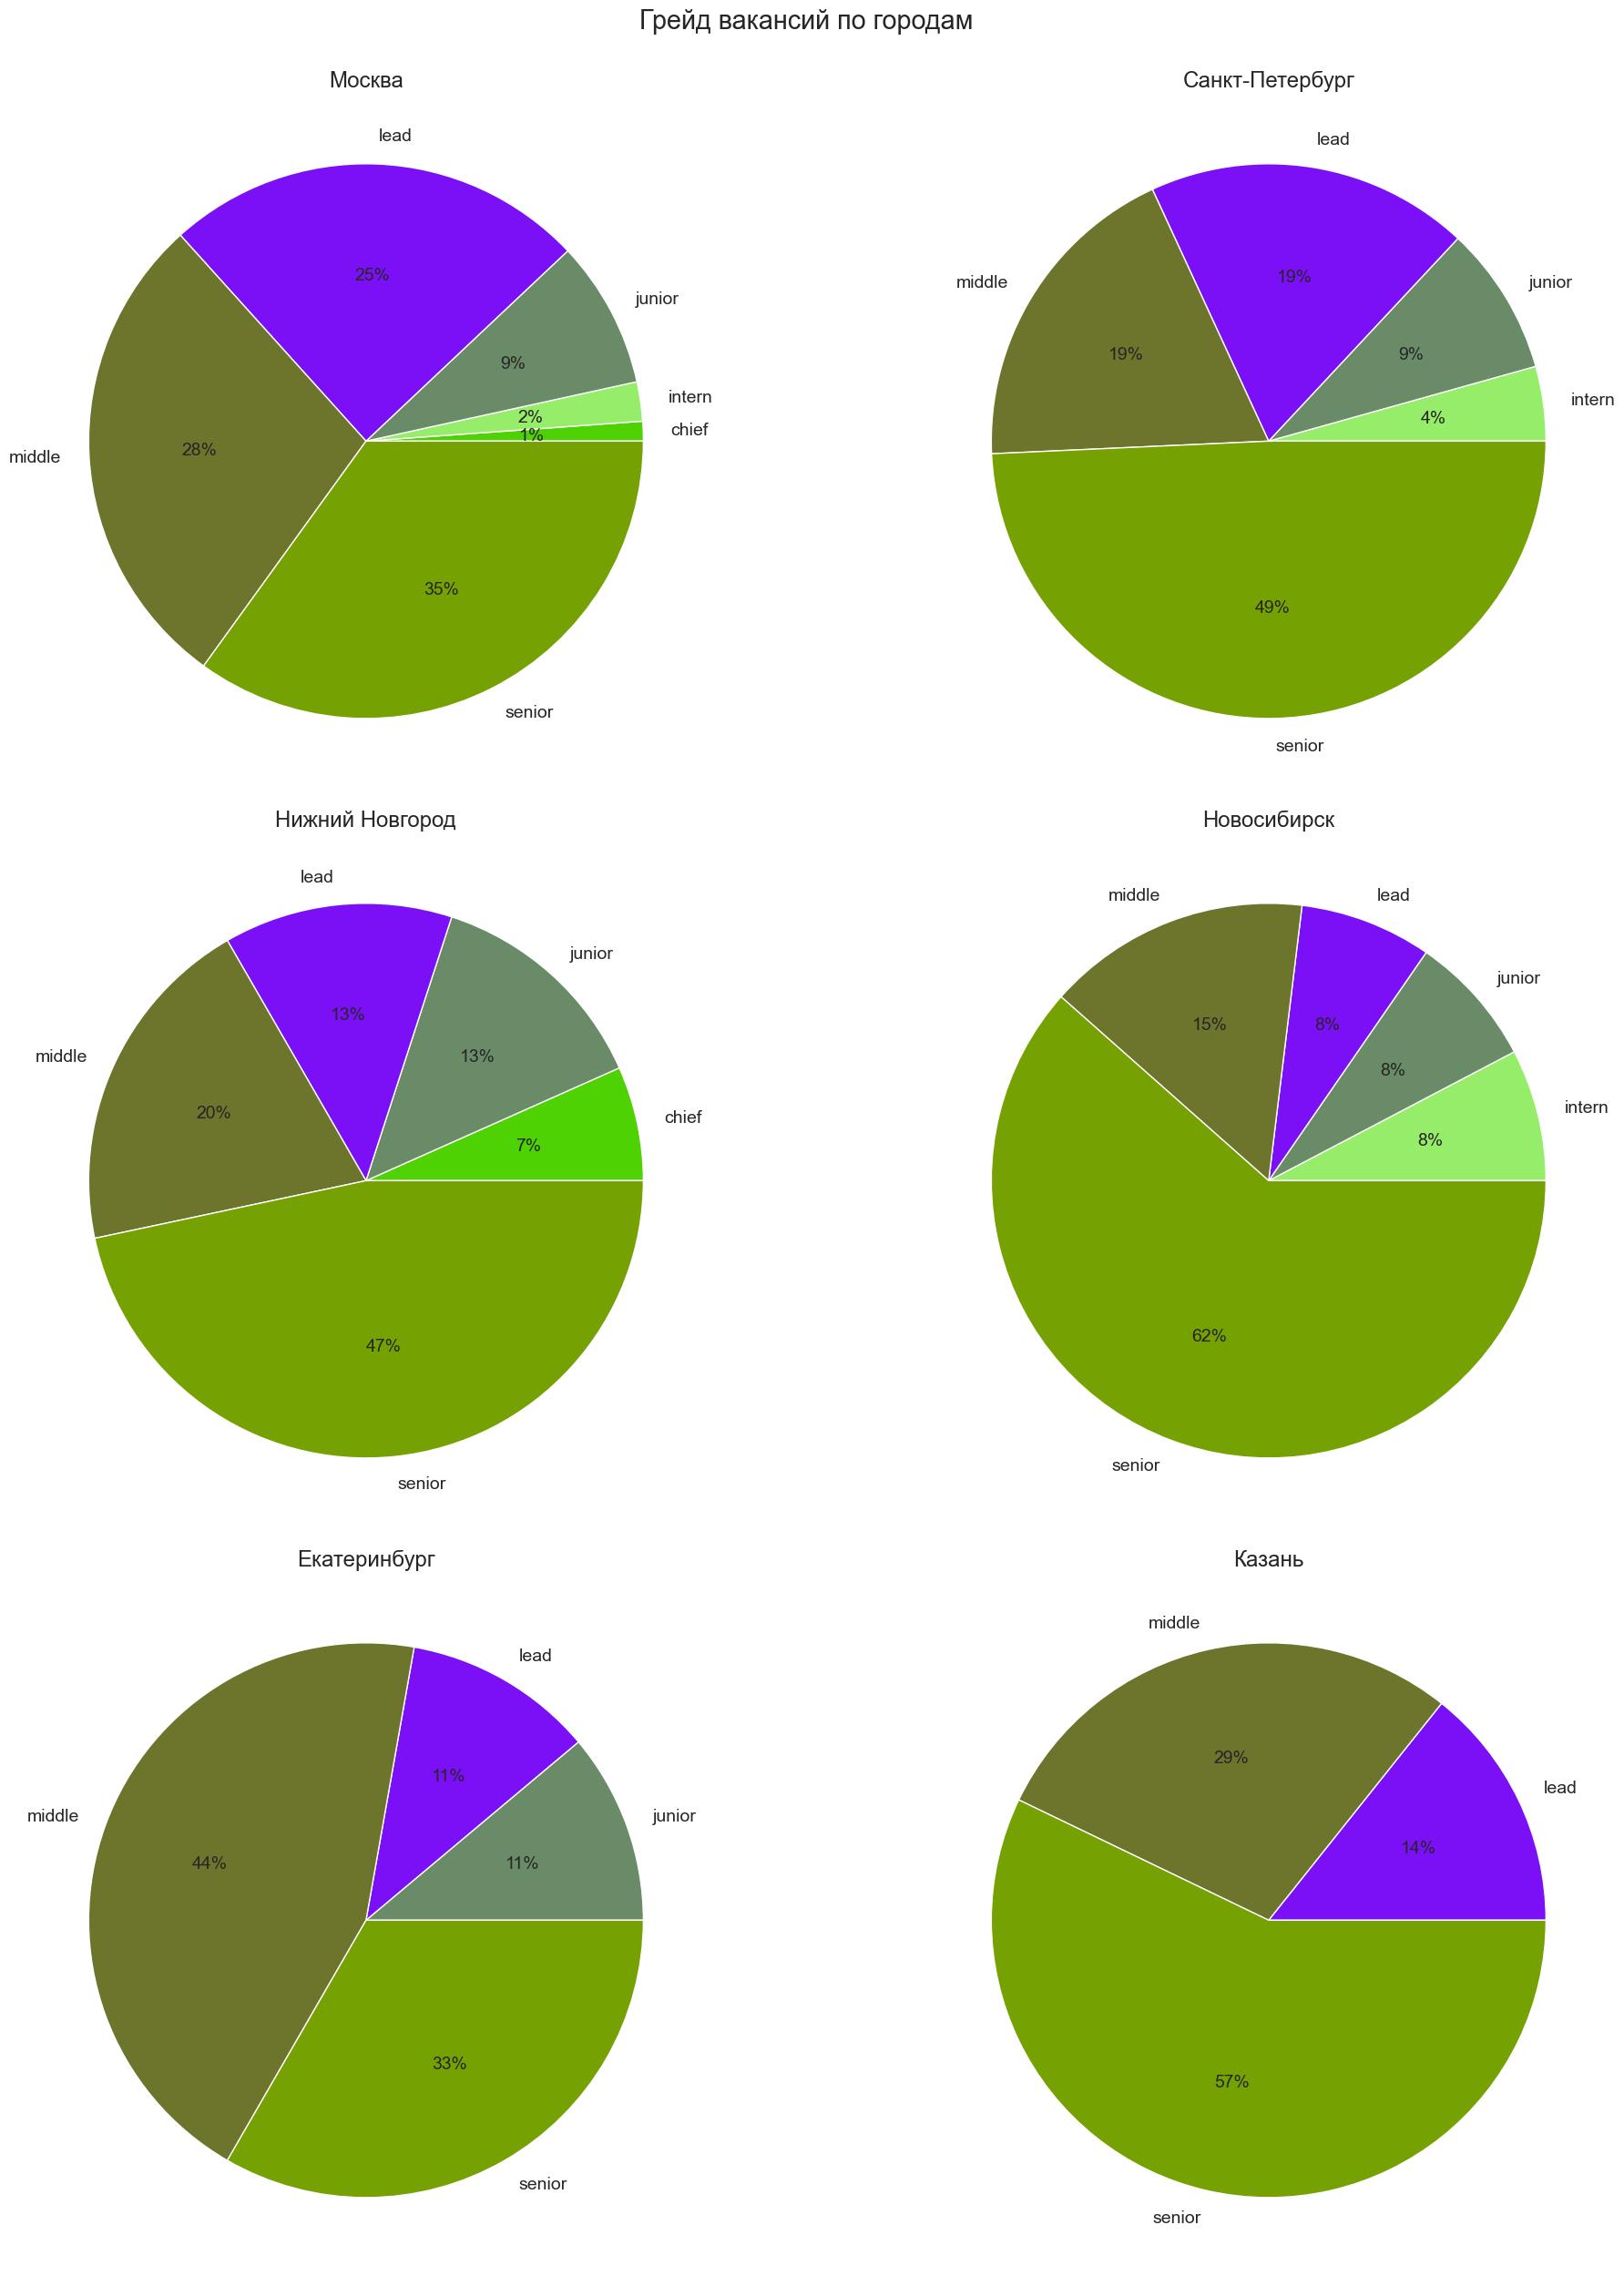 Грейд вакансий по городам
Москва
lead
25%
junior
9%
intern
2%
chief
1%
middle
28%
35%
senior
Санкт-Петербург
lead
19%
middle
19%
junior
9%
intern
4%
49%
senior
Нижний Новгород
lead
13%
junior
13%
middle
20%
chief
7%
47%
senior
Новосибирск
middle
15%
lead
8%
junior
8%
intern
8%
62%
senior
Екатеринбург
lead
11%
middle
44%
junior
11%
33%
senior
Казань
middle
29%
lead
14%
57%
senior